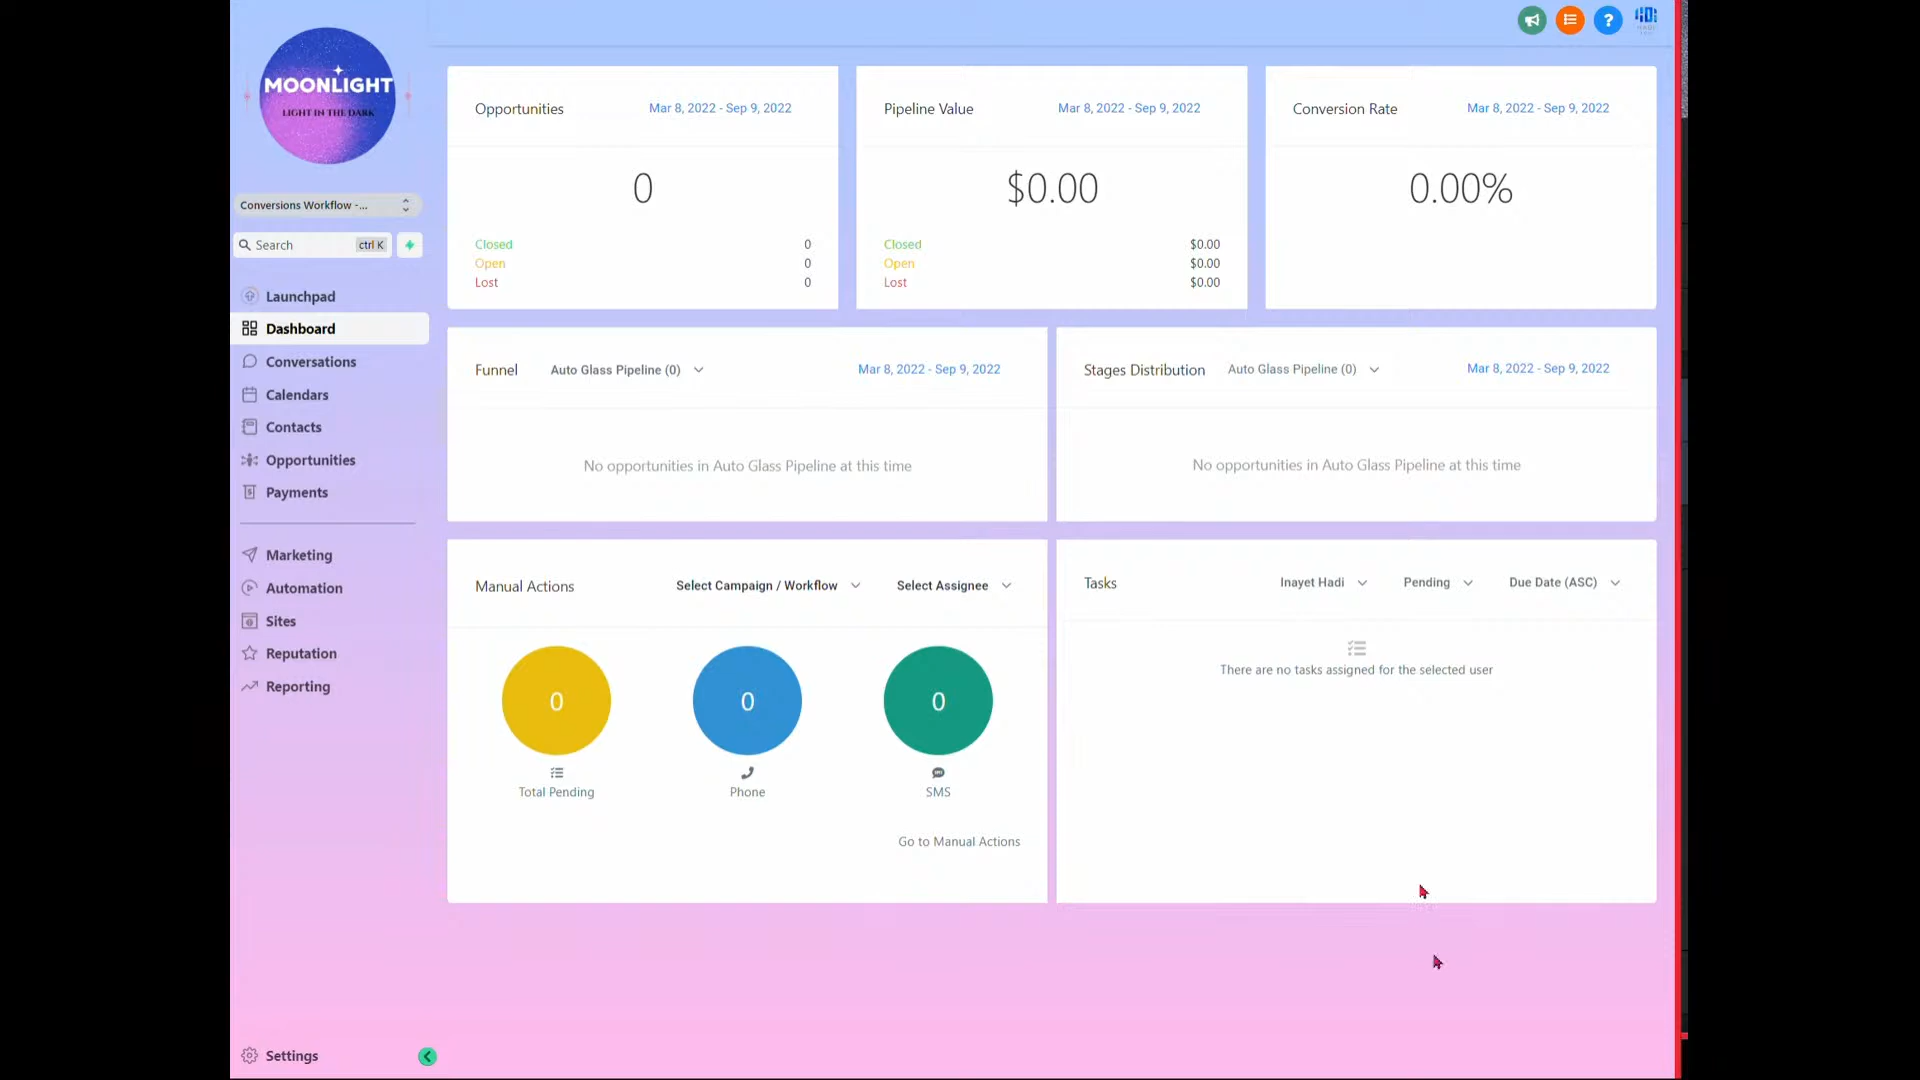 MOONLIGHT
LIGHT IN THE DARK
Conversions Workflow -...
Search
ctrl K
Launchpad
Dashboard
Conversations
Calendars
Contacts
Opportunities
Payments
Marketing
Automation
Sites
Reputation
Reporting
Settings
Opportunities Mar 8, 2022 - Sep 9, 2022
0
Closed 0
Open 0
Lost 0
Pipeline Value Mar 8, 2022 - Sep 9, 2022
$0.00
Closed $0.00
Open $0.00
Lost $0.00
Conversion Rate Mar 8, 2022 - Sep 9, 2022
0.00%
Funnel Auto Glass Pipeline (0) Mar 8, 2022 - Sep 9, 2022
No opportunities in Auto Glass Pipeline at this time
Stages Distribution Auto Glass Pipeline (0) Mar 8, 2022 - Sep 9, 2022
No opportunities in Auto Glass Pipeline at this time
Manual Actions Select Campaign / Workflow Select Assignee
0 0 0
Total Pending Phone SMS
Go to Manual Actions
Tasks Inayet Hadi Pending Due Date (ASC)
There are no tasks assigned for the selected user